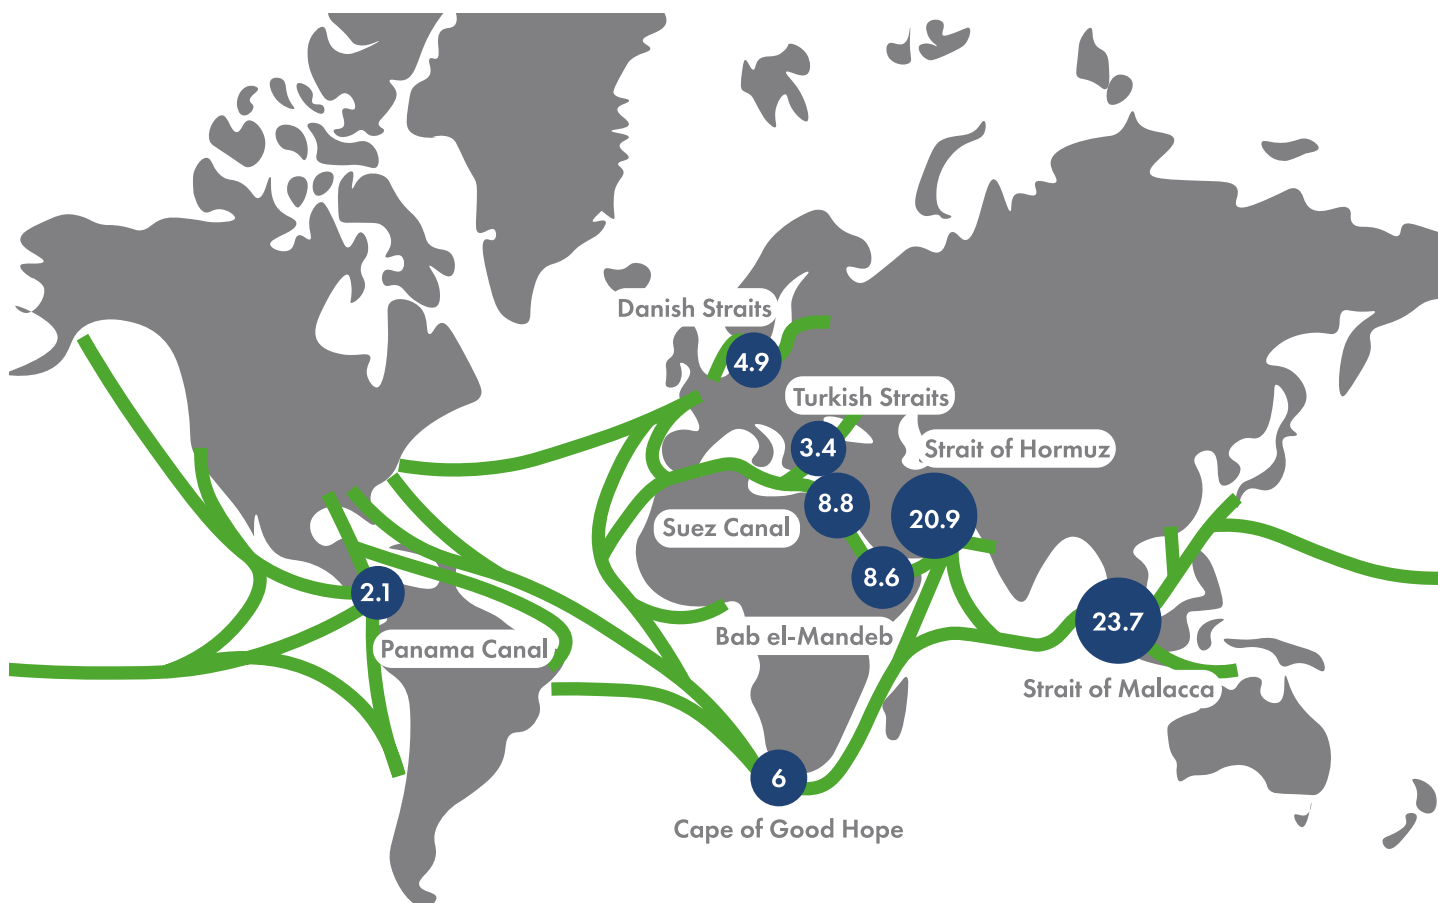 Danish Straits
4.9
Turkish Straits
3.4
Strait of Hormuz
8.8
20.9
Suez Canal
8.6
2.1
23.7
Bab el-Mandeb
Panama Canal
Strait of Malacca
6
Cape of Good Hope